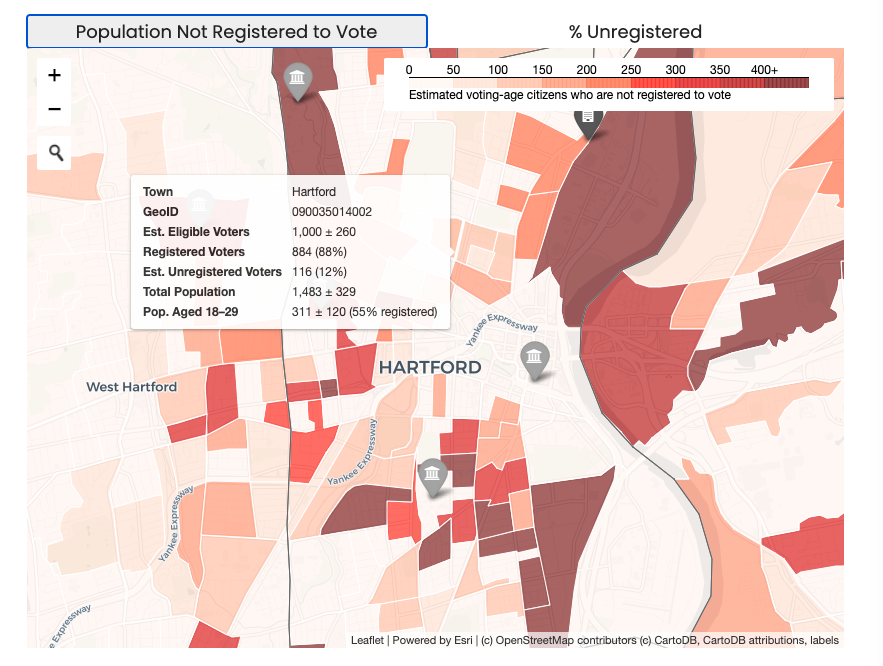 Population Not Registered to Vote
% Unregistered
+
−
0 50 100 150 200 250 300 350 400+
Estimated voting-age citizens who are not registered to vote
Town Hartford
GeoID 090035014002
Est. Eligible Voters 1,000 ± 260
Registered Voters 884 (88%)
Est. Unregistered Voters 116 (12%)
Total Population 1,483 ± 329
Pop. Aged 18–29 311 ± 120 (55% registered)
Yankee Expressway
HARTFORD
West Hartford
Yankee Expressway
Yankee Expressway
e Expressway
Leaflet | Powered by Esri | (c) OpenStreetMap contributors (c) CartoDB, CartoDB attributions, labels